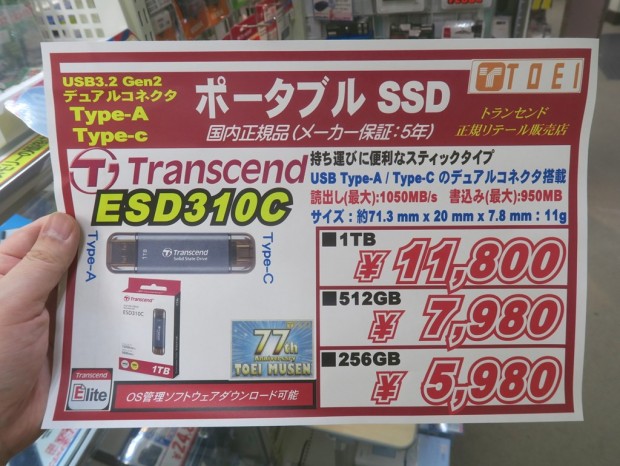 USB3.2 Gen2
デュアルコネクタ
Type-A
Type-c
ポータブル SSD
国内正規品 (メーカー保証:5年)
TOEI
トランセンド
正規リテール販売店
Transcend
ESD310C
持ち運びに便利なスティックタイプ
USB Type-A / Type-C のデュアルコネクタ搭載
読出し(最大):1050MB/s 書込み(最大):950MB
サイズ:約71.3 mm x 20 mm x 7.8 mm:11g
Type-A
1TB
Transcend
Solid State Drive
Type-C
Transcend
ESD310C
1TB
77th
Anniversary
TOEI MUSEN
■1TB
¥11,800
■512GB
¥7,980
■256GB
¥5,980
Transcend
Elite
OS管理ソフトウェアダウンロード可能